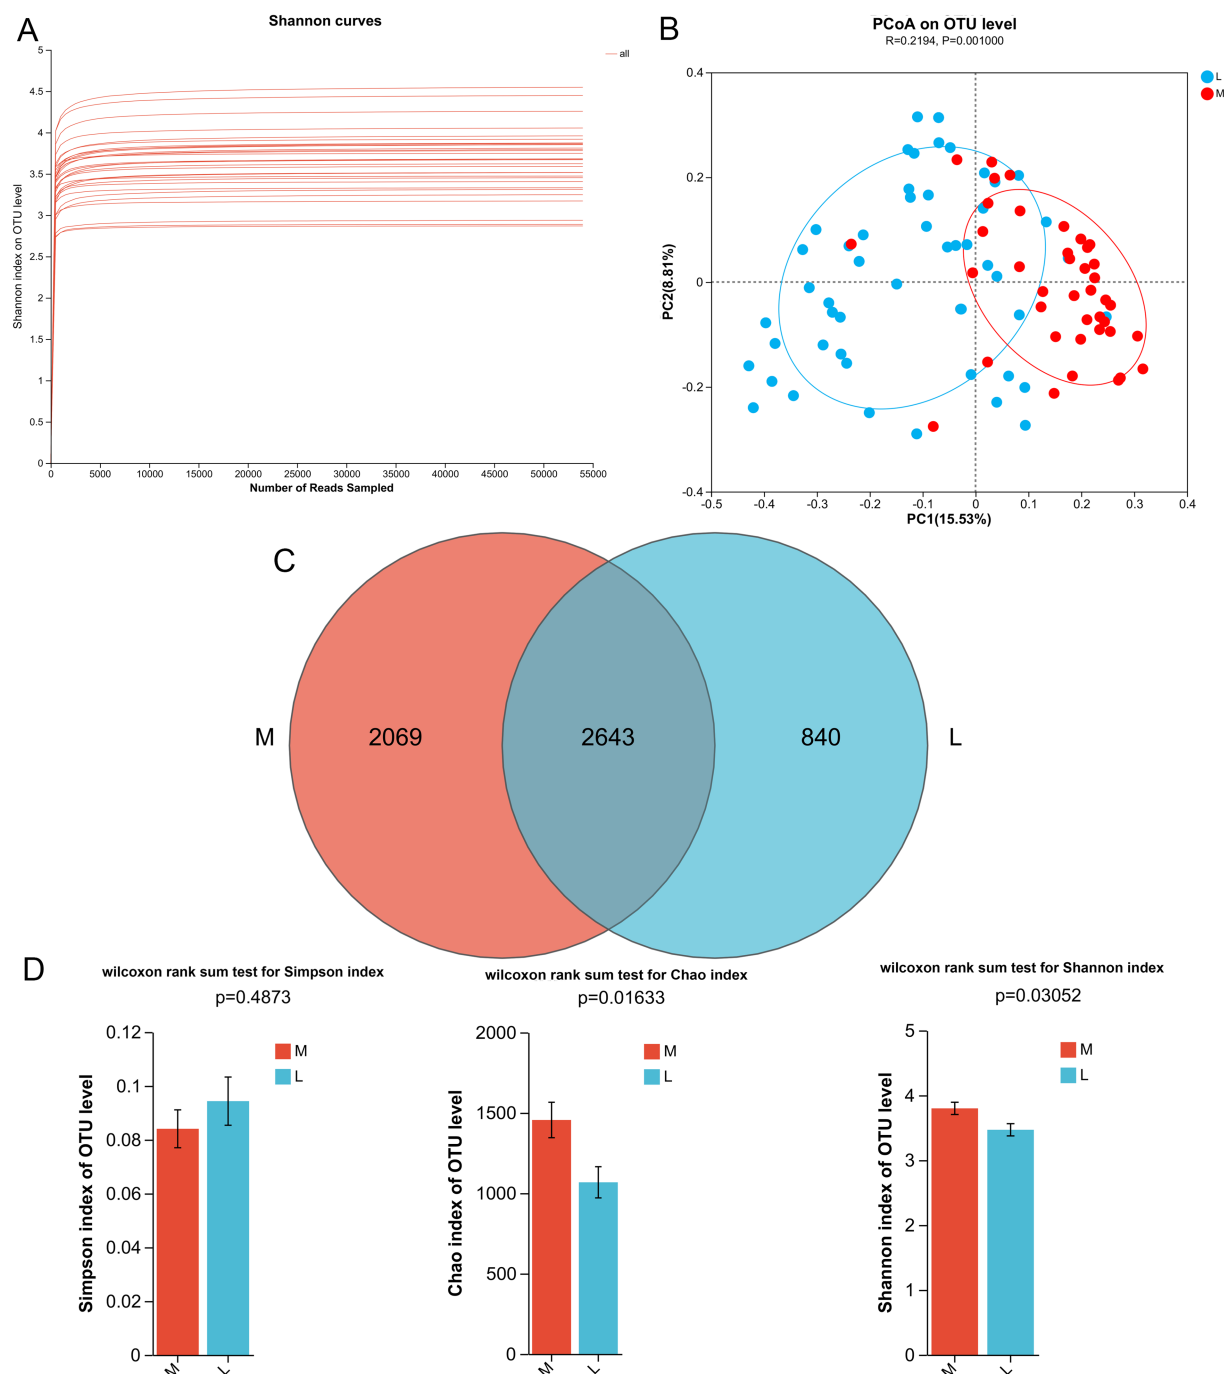 A
Shannon curves
all
5
4.5
4
3.5
3
2.5
2
1.5
1
0.5
0
Shannon index on OTU level
0 5000 10000 15000 20000 25000 30000 35000 40000 45000 50000 55000
Number of Reads Sampled
B
PCoA on OTU level
R=0.2194, P=0.001000
L
M
0.4
0.2
0
-0.2
-0.4
PC2(8.81%)
-0.5 -0.4 -0.3 -0.2 -0.1 0 0.1 0.2 0.3 0.4
PC1(15.53%)
C
M 2069 2643 840 L
D
wilcoxon rank sum test for Simpson index
p=0.4873
M
L
0.12
0.1
0.08
0.06
0.04
0.02
0
Simpson index of OTU level
M L
wilcoxon rank sum test for Chao index
p=0.01633
M
L
2000
1500
1000
500
0
Chao index of OTU level
M L
wilcoxon rank sum test for Shannon index
p=0.03052
M
L
5
4
3
2
1
0
Shannon index of OTU level
M L